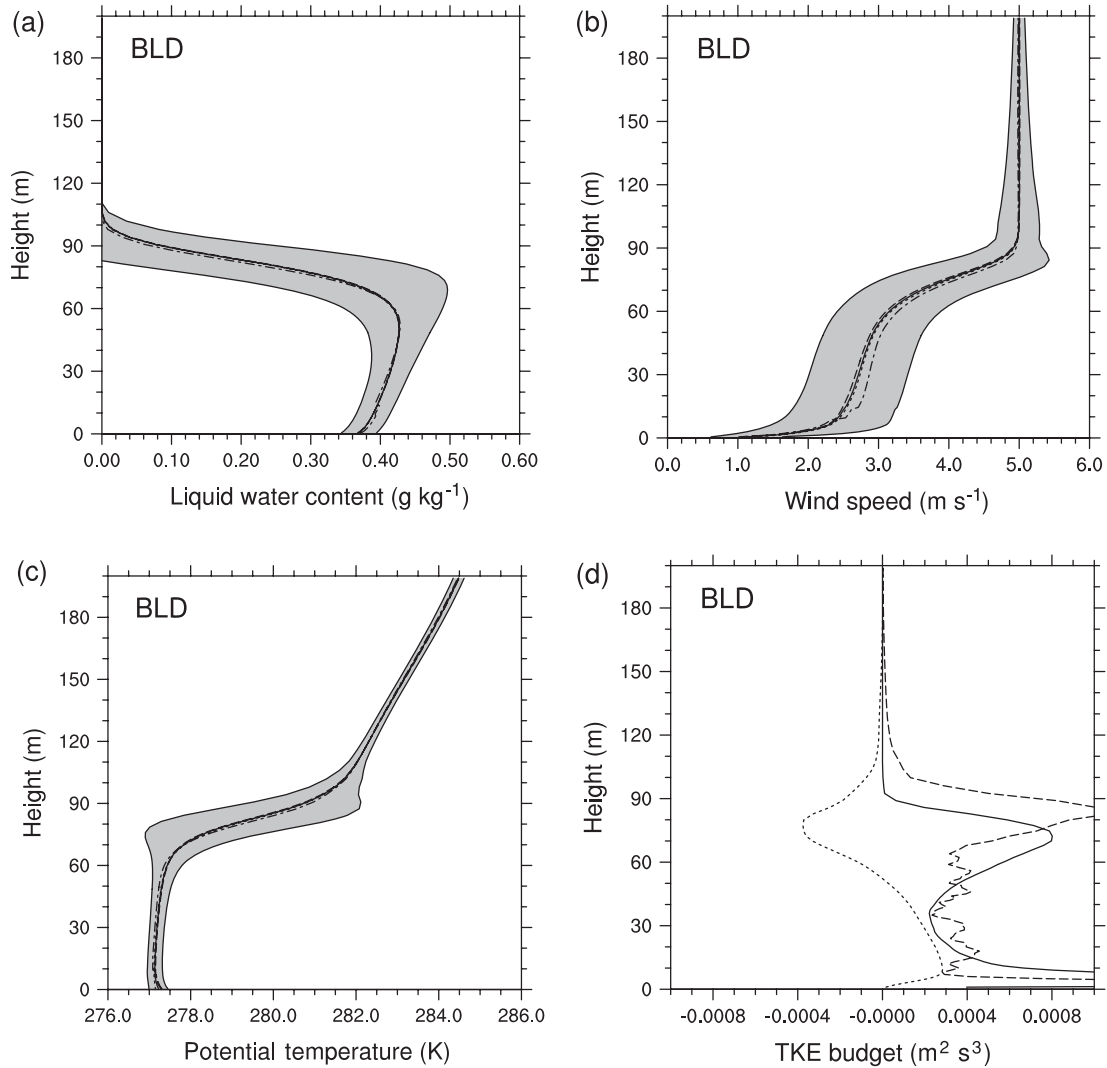 (a)
BLD
180
150
120
90
60
30
0
Height (m)
0.00 0.10 0.20 0.30 0.40 0.50 0.60
Liquid water content (g kg⁻¹)
(b)
BLD
180
150
120
90
60
30
0
Height (m)
0.0 1.0 2.0 3.0 4.0 5.0 6.0
Wind speed (m s⁻¹)
(c)
BLD
180
150
120
90
60
30
0
Height (m)
276.0 278.0 280.0 282.0 284.0 286.0
Potential temperature (K)
(d)
BLD
180
150
120
90
60
30
0
Height (m)
-0.0008 -0.0004 -0.0000 0.0004 0.0008
TKE budget (m² s³)